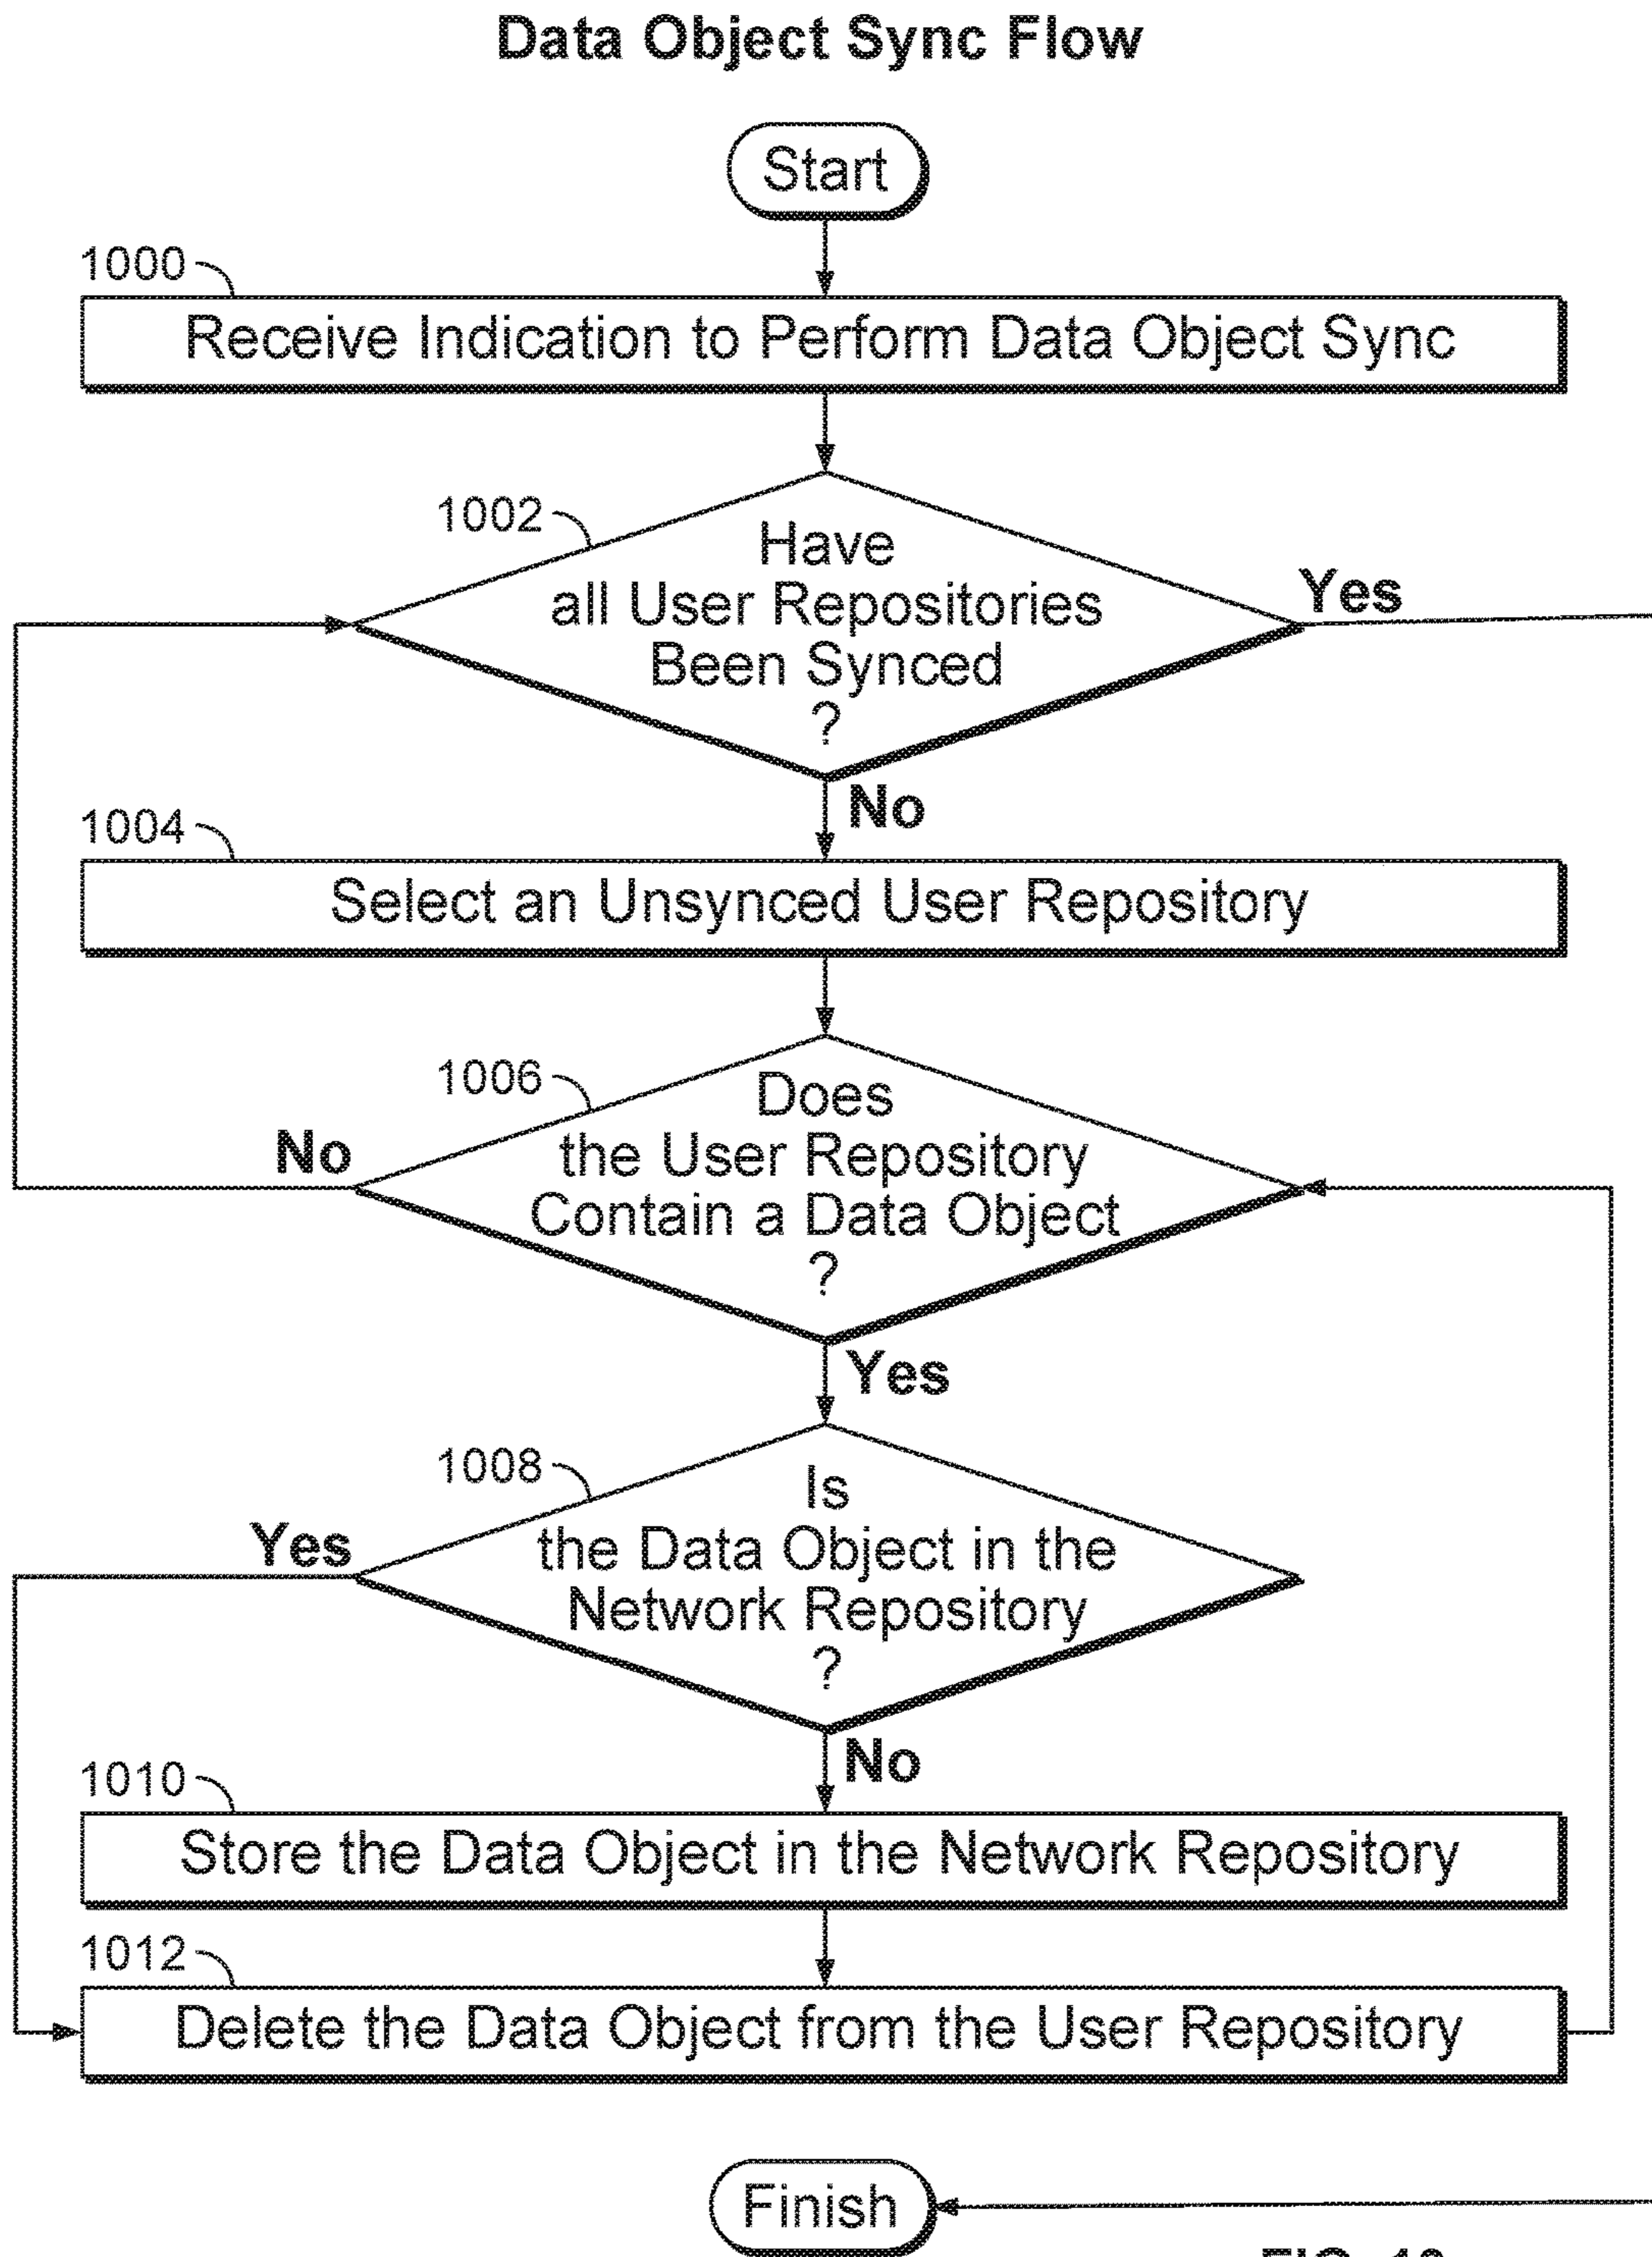 Data Object Sync Flow
Start
1000
Receive Indication to Perform Data Object Sync
1002
Have
all User Repositories
Been Synced
?
Yes
No
1004
Select an Unsynced User Repository
1006
Does
the User Repository
Contain a Data Object
?
No
Yes
1008
Is
the Data Object in the
Network Repository
?
Yes
No
1010
Store the Data Object in the Network Repository
1012
Delete the Data Object from the User Repository
Finish